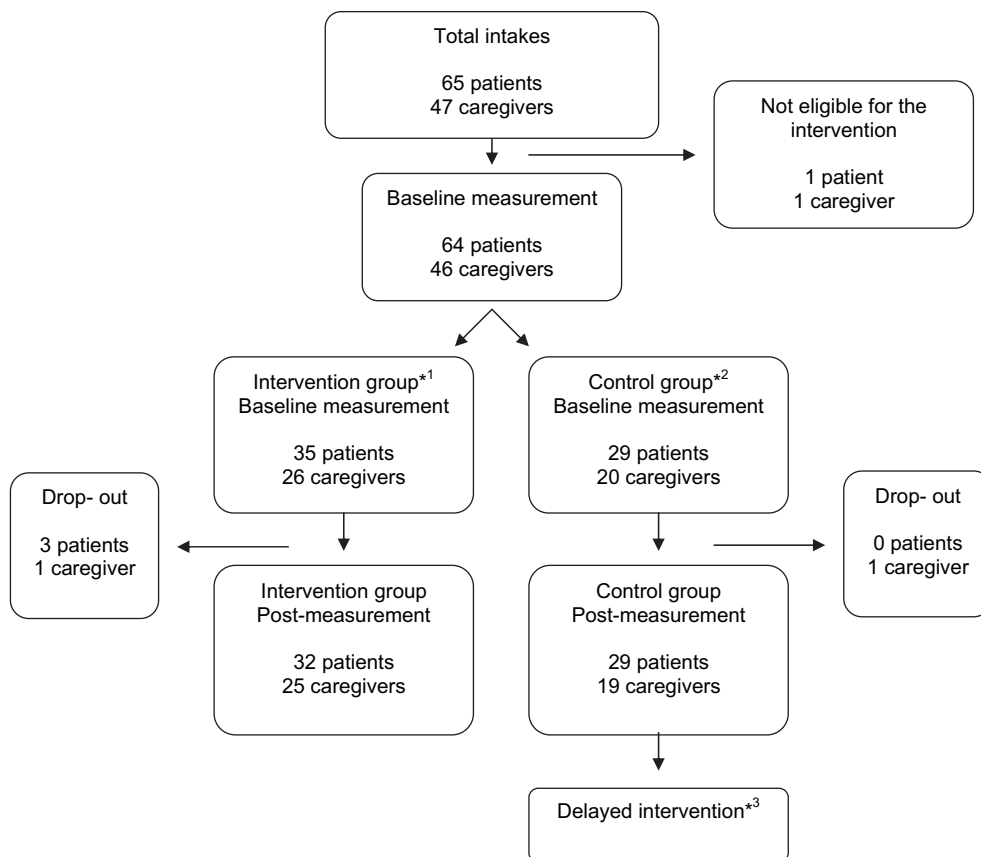 Total intakes
65 patients
47 caregivers
Not eligible for the
intervention
1 patient
1 caregiver
Baseline measurement
64 patients
46 caregivers
Intervention group*1
Baseline measurement
35 patients
26 caregivers
Control group*2
Baseline measurement
29 patients
20 caregivers
Drop- out
3 patients
1 caregiver
Drop- out
0 patients
1 caregiver
Intervention group
Post-measurement
32 patients
25 caregivers
Control group
Post-measurement
29 patients
19 caregivers
Delayed intervention*3